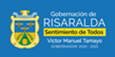 Gobernación de
RISARALDA
Sentimiento de Todos
Víctor Manuel Tamayo
GOBERNADOR 2020 - 2023